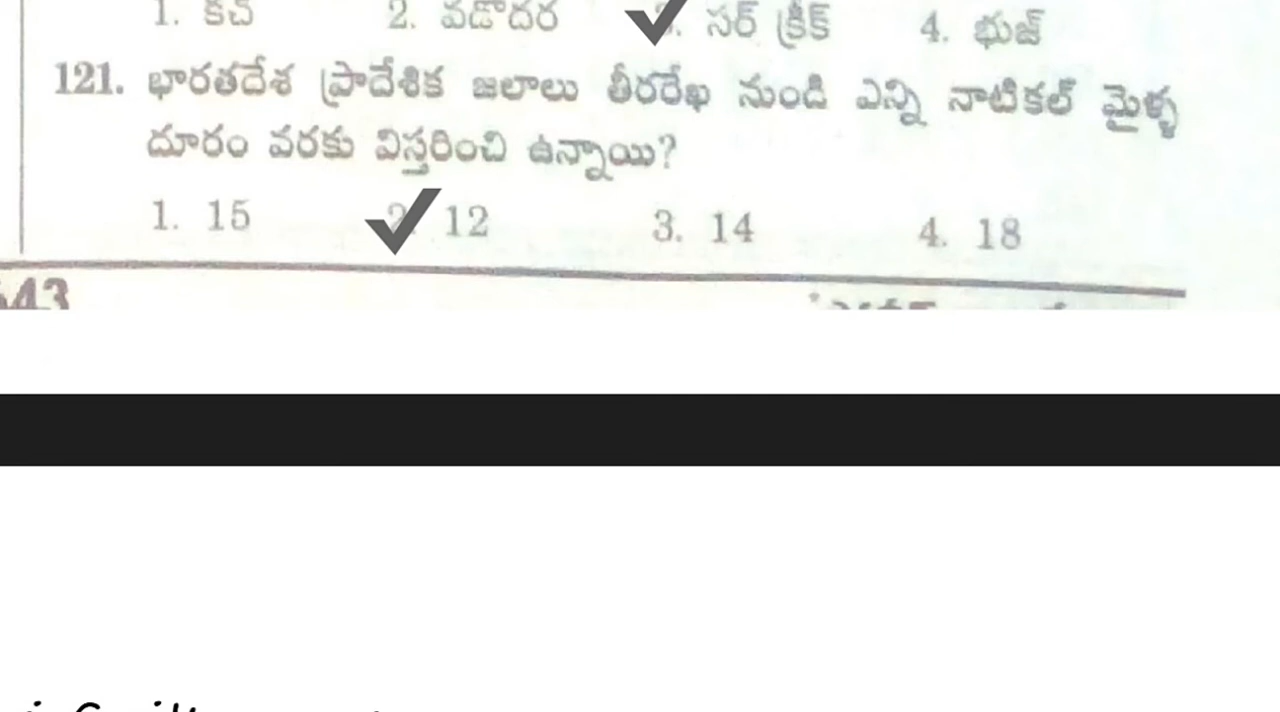 1. కచ్ 2. వడోదర సర్ క్రీక్ 4. భుజ్
121. భారతదేశ ప్రాదేశిక జలాలు తీరరేఖ నుండి ఎన్ని నాటికల్ మైళ్ళ
దూరం వరకు విస్తరించి ఉన్నాయి?
1. 15 2. 12 3. 14 4. 18
43